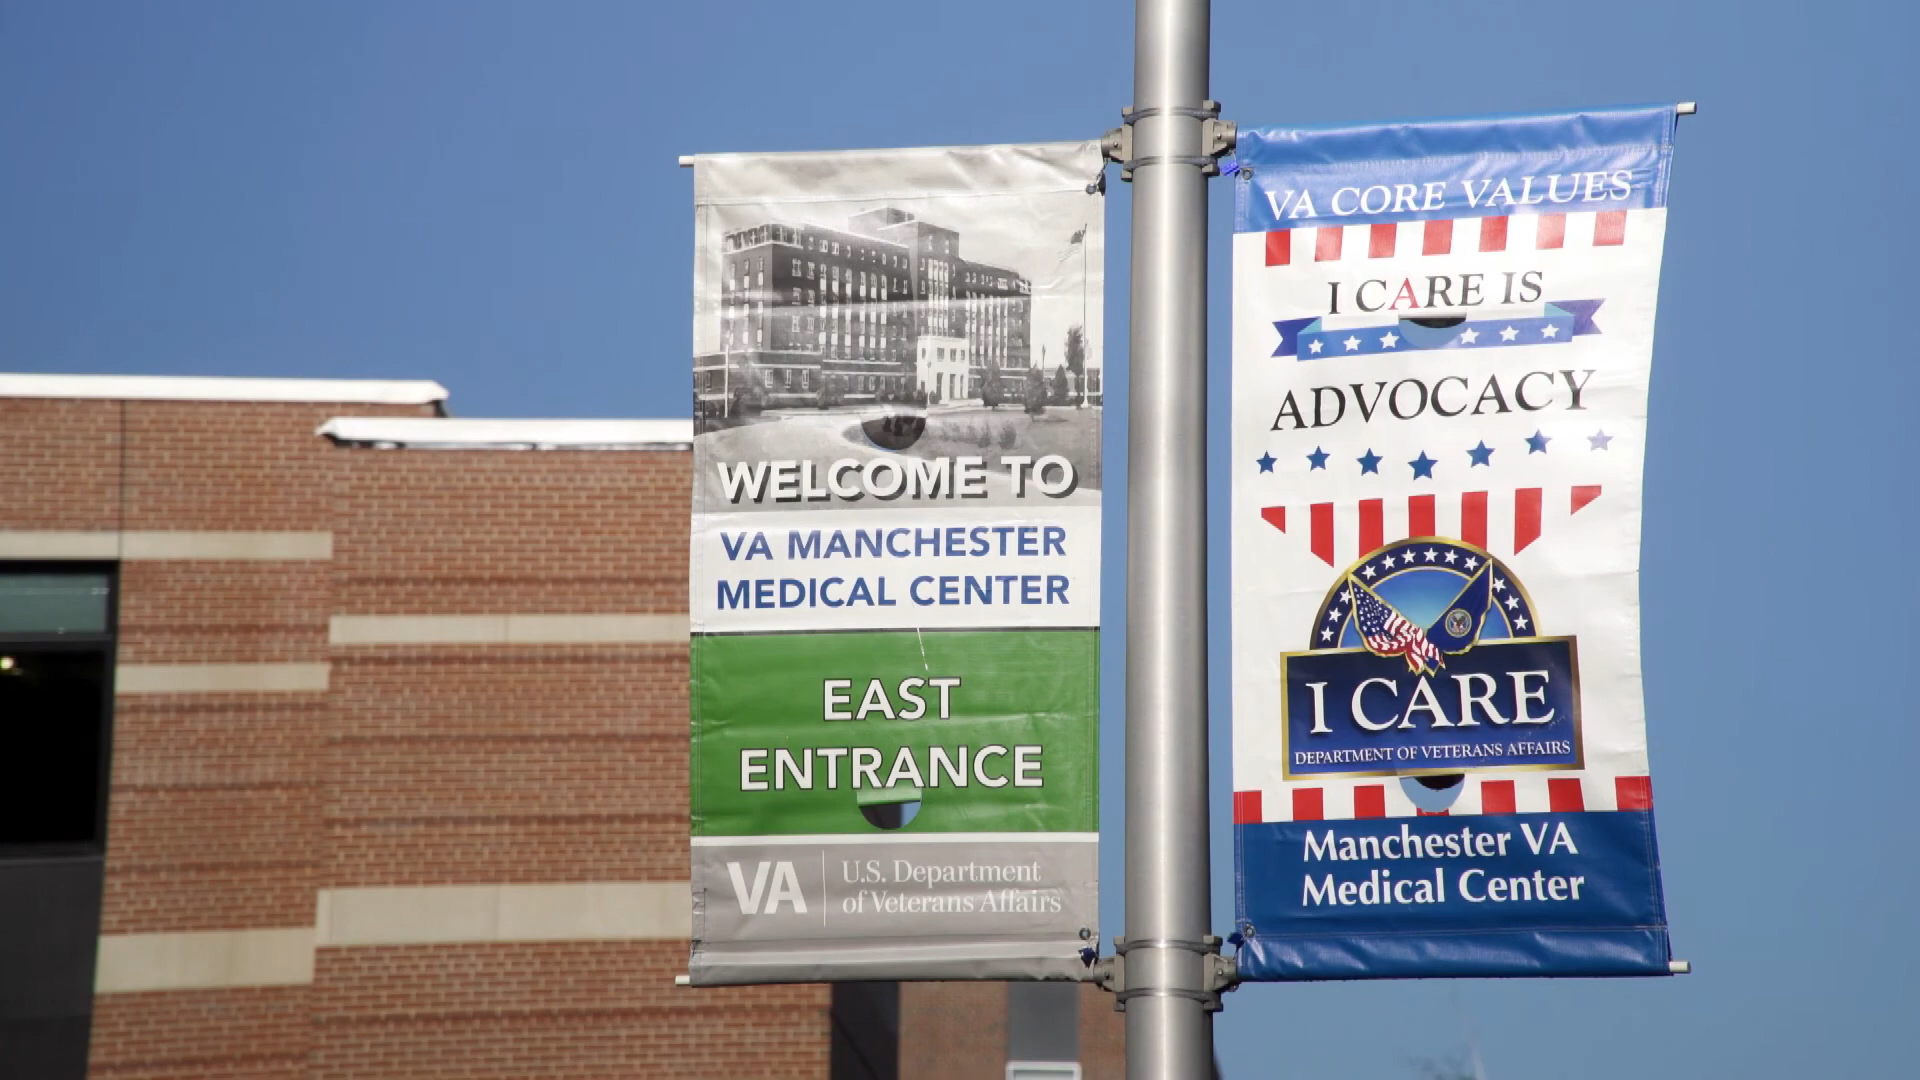 WELCOME TO
VA MANCHESTER
MEDICAL CENTER
EAST
ENTRANCE
VA
U.S. Department
of Veterans Affairs
VA CORE VALUES
I CARE IS
ADVOCACY
I CARE
DEPARTMENT OF VETERANS AFFAIRS
Manchester VA
Medical Center